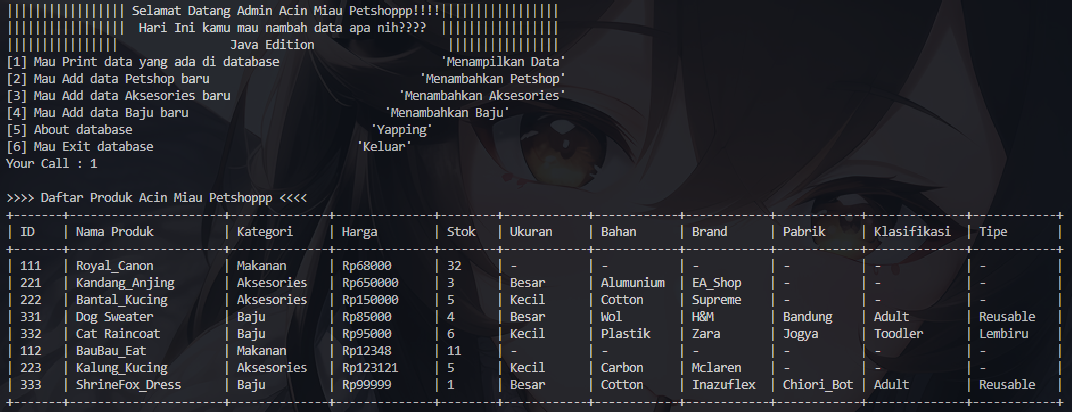 ||||||||||||||||| Selamat Datang Admin Acin Miau Petshoppp!!!!|||||||||||||||||
|||||||||||||||||  Hari Ini kamu mau nambah data apa nih????  |||||||||||||||||
||||||||||||||||                Java Edition                   ||||||||||||||||
[1] Mau Print data yang ada di database                       'Menampilkan Data'
[2] Mau Add data Petshop baru                              'Menambahkan Petshop'
[3] Mau Add data Aksesories baru                        'Menambahkan Aksesories'
[4] Mau Add data Baju baru                                'Menambahkan Baju'
[5] About database                                  'Yapping'
[6] Mau Exit database                             'Keluar'
Your Call : 1
>>>> Daftar Produk Acin Miau Petshoppp <<<<
+-------+----------------------+--------------+--------------+--------+------------+------------+------------+------------+--------------+-----------+
| ID    | Nama Produk          | Kategori     | Harga        | Stok   | Ukuran     | Bahan      | Brand      | Pabrik     | Klasifikasi  | Tipe      |
+-------+----------------------+--------------+--------------+--------+------------+------------+------------+------------+--------------+-----------+
| 111   | Royal_Canon          | Makanan      | Rp68000      | 32     | -          | -          | -          | -          | -            | -         |
| 221   | Kandang_Anjing       | Aksesories   | Rp650000     | 3      | Besar      | Alumunium  | EA_Shop    | -          | -            | -         |
| 222   | Bantal_Kucing        | Aksesories   | Rp150000     | 5      | Kecil      | Cotton     | Supreme    | -          | -            | -         |
| 331   | Dog Sweater          | Baju         | Rp85000      | 4      | Besar      | Wol        | H&M        | Bandung    | Adult        | Reusable  |
| 332   | Cat Raincoat         | Baju         | Rp95000      | 6      | Kecil      | Plastik    | Zara       | Jogya      | Toodler      | Lembiru   |
| 112   | BauBau_Eat           | Makanan      | Rp12348      | 11     | -          | -          | -          | -          | -            | -         |
| 223   | Kalung_Kucing        | Aksesories   | Rp123121     | 5      | Kecil      | Carbon     | Mclaren    | -          | -            | -         |
| 333   | ShrineFox_Dress      | Baju         | Rp99999      | 1      | Besar      | Cotton     | Inazuflex  | Chiori_Bot | Adult        | Reusable  |
+-------+----------------------+--------------+--------------+--------+------------+------------+------------+------------+--------------+-----------+